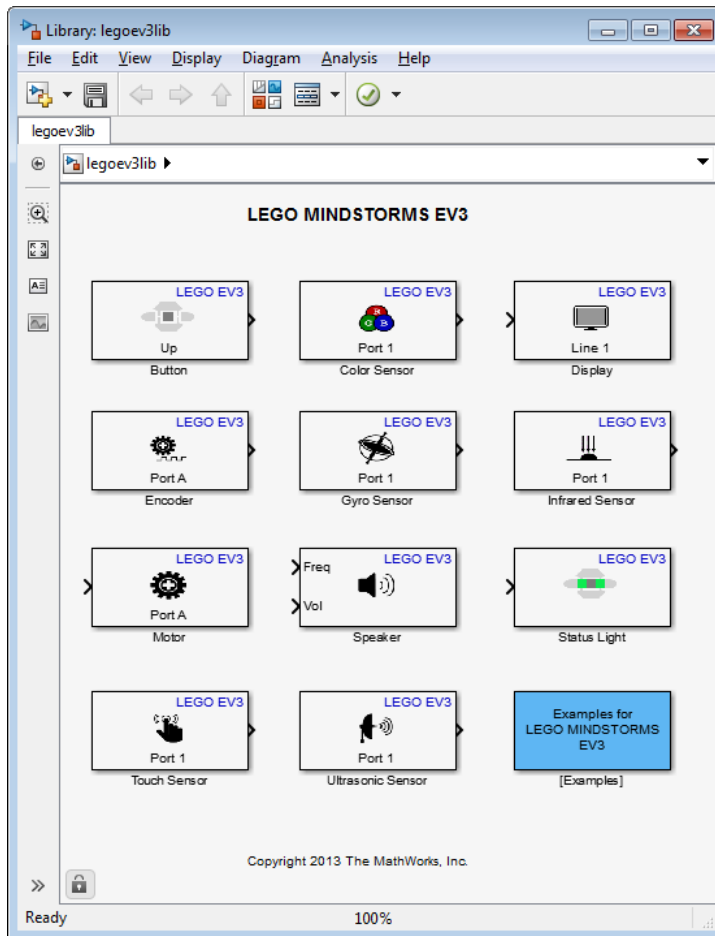 Library: legoev3lib
File Edit View Display Diagram Analysis Help
legoev3lib
legoev3lib
LEGO MINDSTORMS EV3
LEGO EV3
Up
Button
LEGO EV3
R
G B
Port 1
Color Sensor
LEGO EV3
Line 1
Display
LEGO EV3
Port A
Encoder
LEGO EV3
Port 1
Gyro Sensor
LEGO EV3
Port 1
Infrared Sensor
LEGO EV3
Port A
Motor
LEGO EV3
Freq
Vol
Speaker
LEGO EV3
Status Light
LEGO EV3
Port 1
Touch Sensor
LEGO EV3
Port 1
Ultrasonic Sensor
Examples for
LEGO MINDSTORMS
EV3
[Examples]
Copyright 2013 The MathWorks, Inc.
Ready 100%